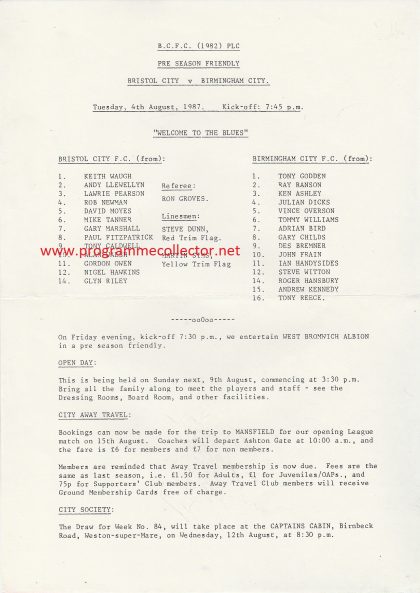 B.C.F.C. (1982) PLC
PRE SEASON FRIENDLY
BRISTOL CITY v BIRMINGHAM CITY.
Tuesday, 4th August, 1987. Kick-off: 7:45 p.m.
"WELCOME TO THE BLUES"
BRISTOL CITY F.C. (from):
1. KEITH WAUGH
2. ANDY LLEWELLYN
3. LAWRIE PEARSON
4. ROB NEWMAN
5. DAVID MOYES
6. MIKE TANNER
7. GARY MARSHALL
8. PAUL FITZPATRICK
9. TONY CALDWELL
10.
11. GORDON OWEN
12. NIGEL HAWKINS
14. GLYN RILEY
Referee:
RON GROVES.
Linesmen:
STEVE DUNN,
Red Trim Flag.
Yellow Trim Flag
BIRMINGHAM CITY F.C. (from):
1. TONY GODDEN
2. RAY RANSON
3. KEN ASHLEY
4. JULIAN DICKS
5. VINCE OVERSON
6. TOMMY WILLIAMS
7. ADRIAN BIRD
8. GARY CHILDS
9. DES BREMNER
10. JOHN FRAIN
11. IAN HANDYSIDES
12. STEVE WITTON
14. ROGER HANSBURY
15. ANDREW KENNEDY
16. TONY REECE.
www.programmecollector.net
-----ooOoo-----
On Friday evening, kick-off 7:30 p.m., we entertain WEST BROMWICH ALBION
in a pre season friendly.
OPEN DAY:
This is being held on Sunday next, 9th August, commencing at 3:30 p.m.
Bring all the family along to meet the players and staff - see the
Dressing Rooms, Board Room, and other facilities.
CITY AWAY TRAVEL:
Bookings can now be made for the trip to MANSFIELD for our opening League
match on 15th August. Coaches will depart Ashton Gate at 10:00 a.m., and
the fare is £6 for members and £7 for non members.
Members are reminded that Away Travel membership is now due. Fees are the
same as last season, i.e. £1.50 for Adults, £1 for Juveniles/OAPs., and
75p for Supporters' Club members. Away Travel Club members will receive
Ground Membership Cards free of charge.
CITY SOCIETY:
The Draw for Week No. 84, will take place at the CAPTAINS CABIN, Birnbeck
Road, Weston-super-Mare, on Wednesday, 12th August, at 8:30 p.m.